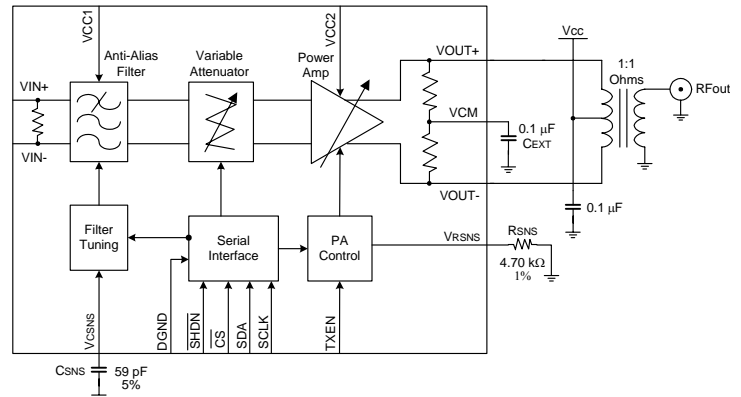 VCC1
VCC2
Anti-Alias
Filter
Variable
Attenuator
Power
Amp
VOUT+
Vcc
1:1
Ohms
RFout
VIN+
VIN-
VCM
0.1 µF
CEXT
VOUT-
0.1 µF
Filter
Tuning
Serial
Interface
PA
Control
VRSNS
RSNS
4.70 kΩ
1%
VCSNS
DGND
SHDN
CS
SDA
SCLK
TXEN
CSNS
59 pF
5%